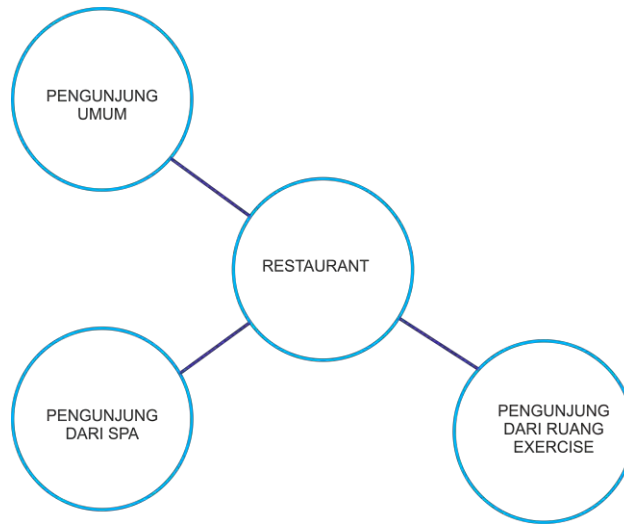 PENGUNJUNG
UMUM
RESTAURANT
PENGUNJUNG
DARI SPA
PENGUNJUNG
DARI RUANG
EXERCISE